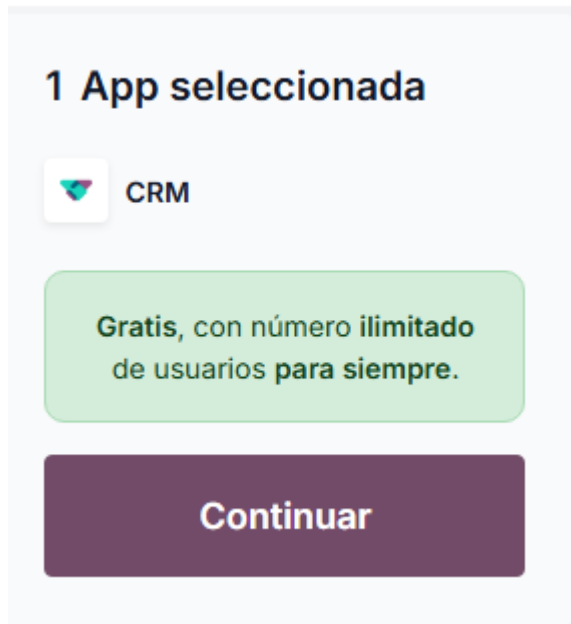 1 App seleccionada
CRM
Gratis, con número ilimitado
de usuarios para siempre.
Continuar